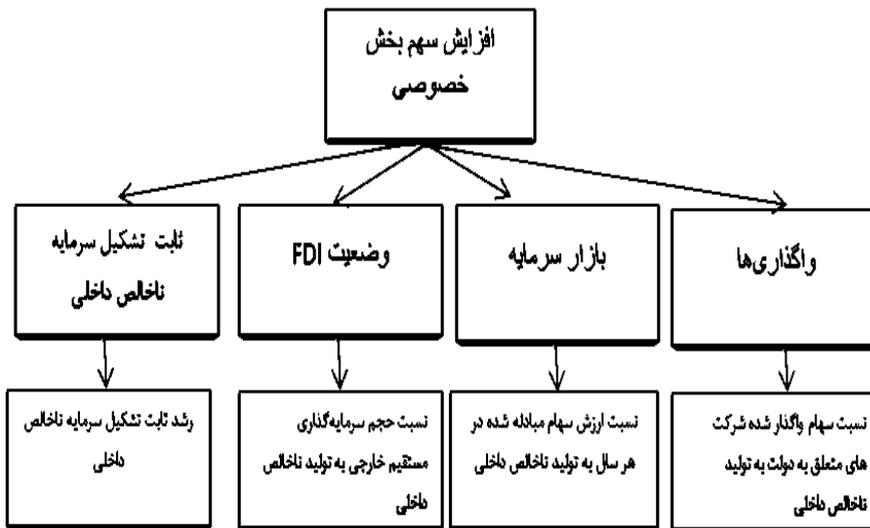 افزایش سهم بخش
خصوصی
واگذاری‌ها
بازار سرمایه
وضعیت FDI
ثابت تشکیل سرمایه
ناخالص داخلی
نسبت سهام واگذار شده شرکت
های متعلق به دولت به تولید
ناخالص داخلی
نسبت ارزش سهام مبادله شده در
هر سال به تولید ناخالص داخلی
نسبت حجم سرمایه‌گذاری
مستقیم خارجی به تولید ناخالص
داخلی
رشد ثابت تشکیل سرمایه ناخالص
داخلی